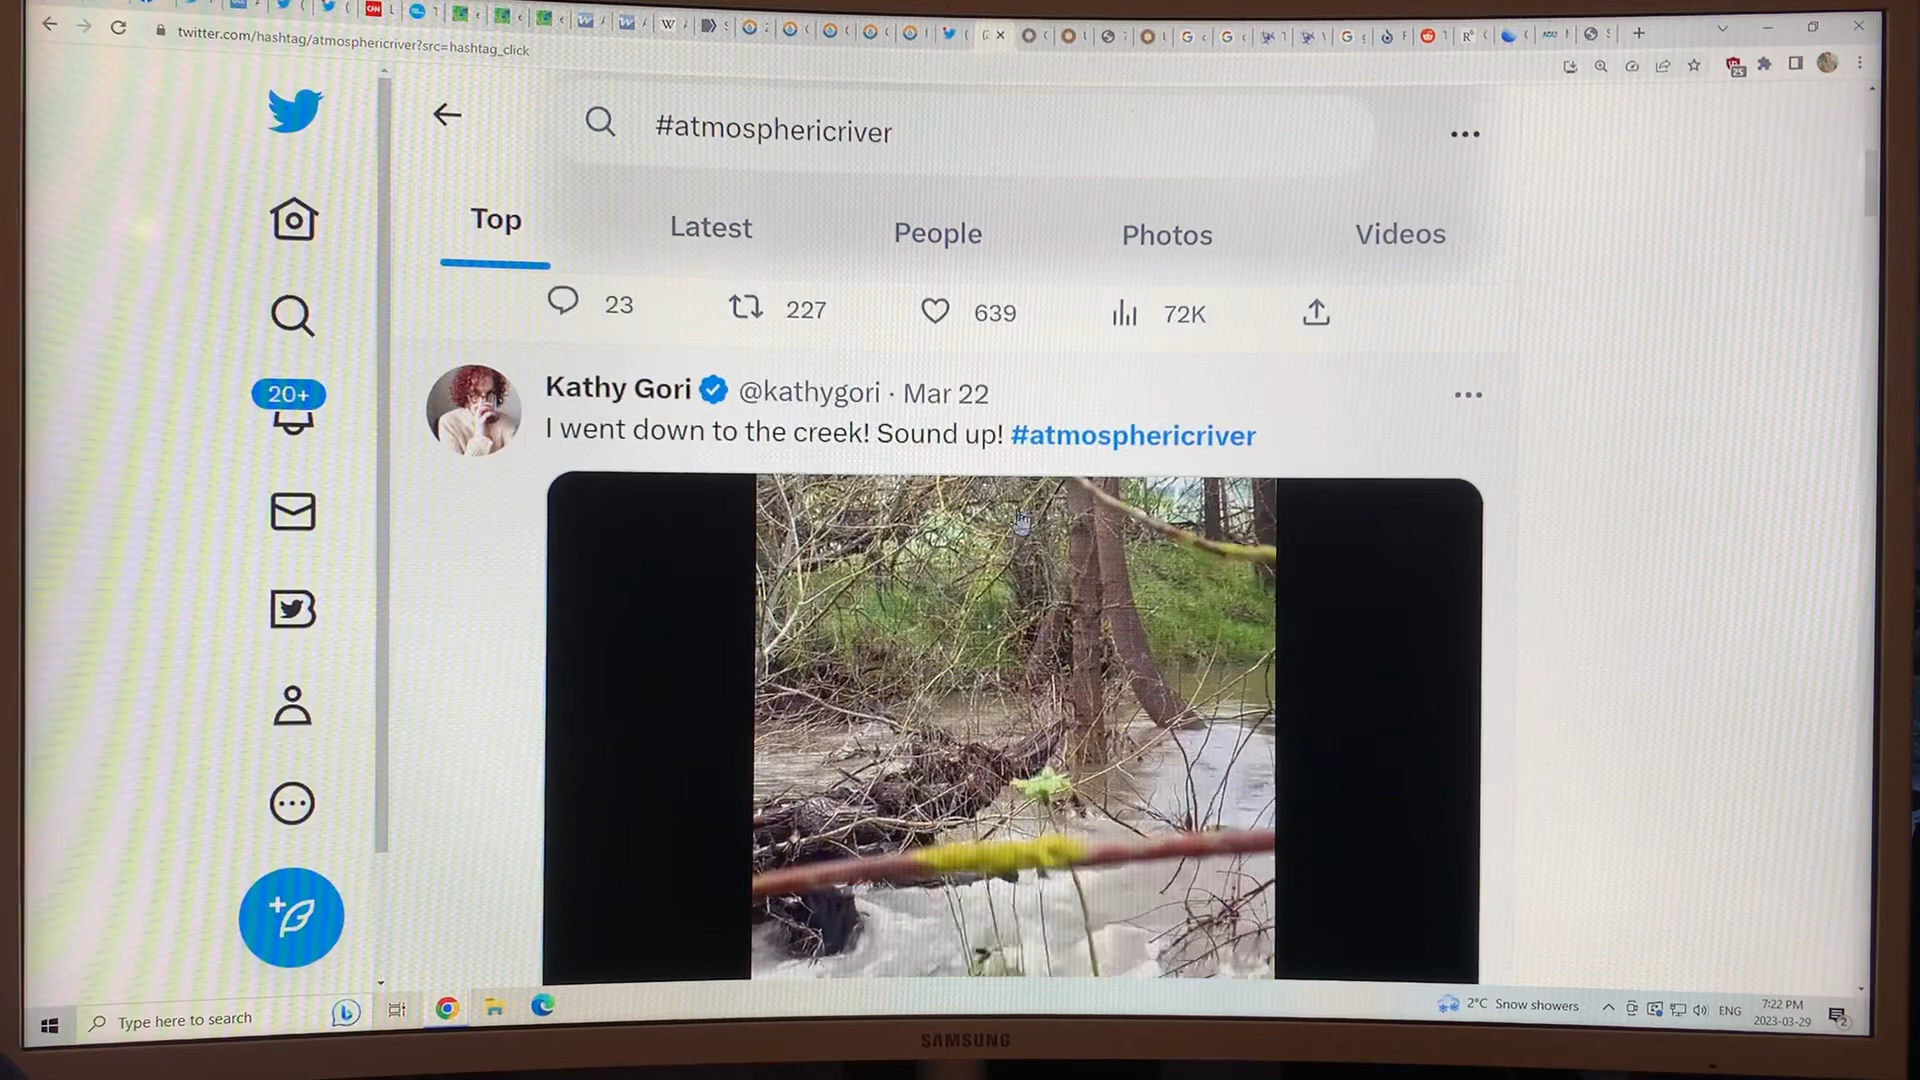 twitter.com/hashtag/atmosphericriver?src=hashtag_click
#atmosphericriver
Top Latest People Photos Videos
23 227 639 72K
20+
Kathy Gori @kathygori · Mar 22
I went down to the creek! Sound up! #atmosphericriver
Type here to search
2°C Snow showers
ENG
7:22 PM
2023-03-29
2
SAMSUNG